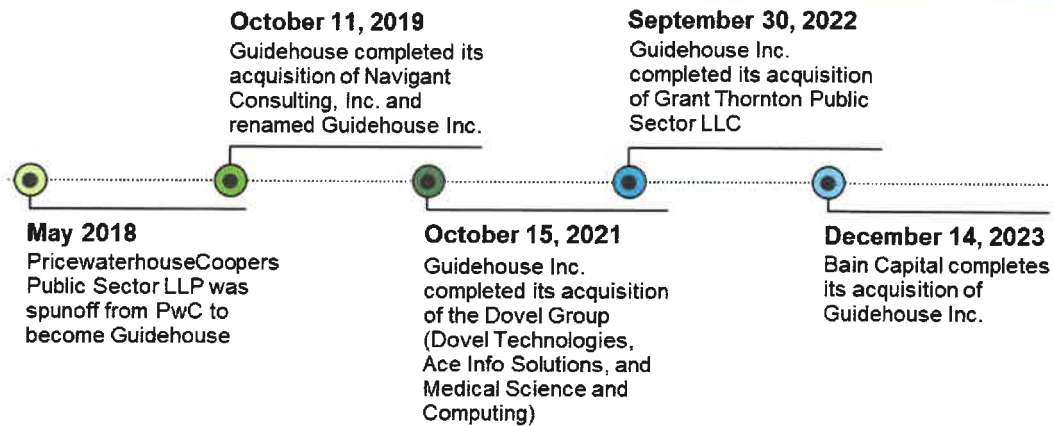 October 11, 2019
Guidehouse completed its
acquisition of Navigant
Consulting, Inc. and
renamed Guidehouse Inc.
September 30, 2022
Guidehouse Inc.
completed its acquisition
of Grant Thornton Public
Sector LLC
May 2018
PricewaterhouseCoopers
Public Sector LLP was
spunoff from PwC to
become Guidehouse
October 15, 2021
Guidehouse Inc.
completed its acquisition
of the Dovel Group
(Dovel Technologies,
Ace Info Solutions, and
Medical Science and
Computing)
December 14, 2023
Bain Capital completes
its acquisition of
Guidehouse Inc.